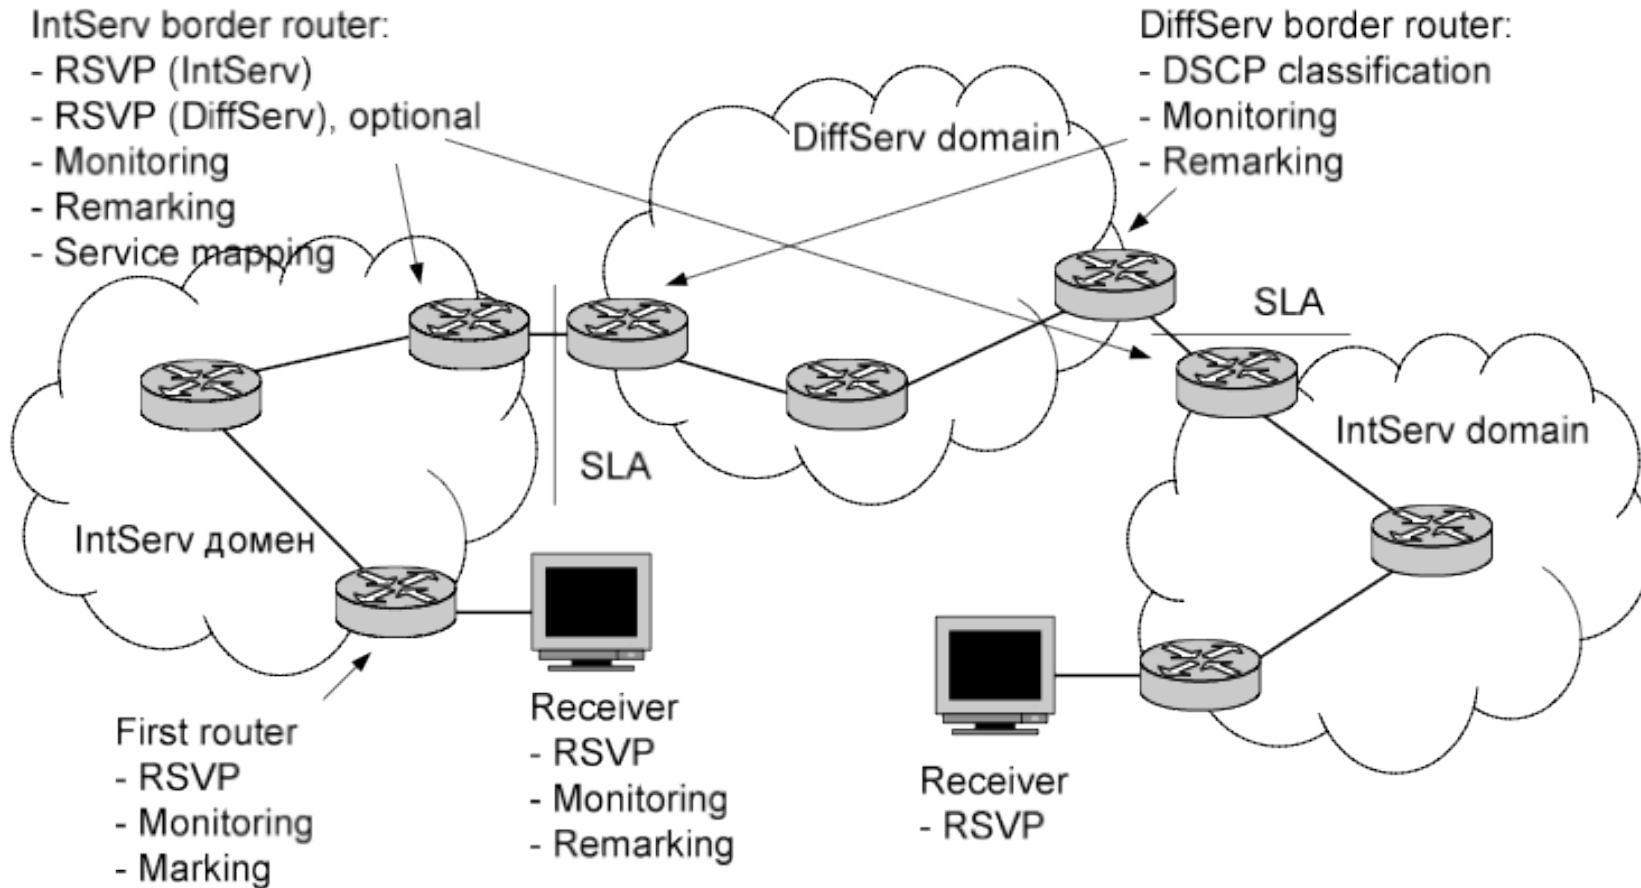 IntServ border router:
- RSVP (IntServ)
- RSVP (DiffServ), optional
- Monitoring
- Remarking
- Service mapping
DiffServ border router:
- DSCP classification
- Monitoring
- Remarking
DiffServ domain
SLA
SLA
IntServ domain
IntServ домен
First router
- RSVP
- Monitoring
- Marking
Receiver
- RSVP
- Monitoring
- Remarking
Receiver
- RSVP